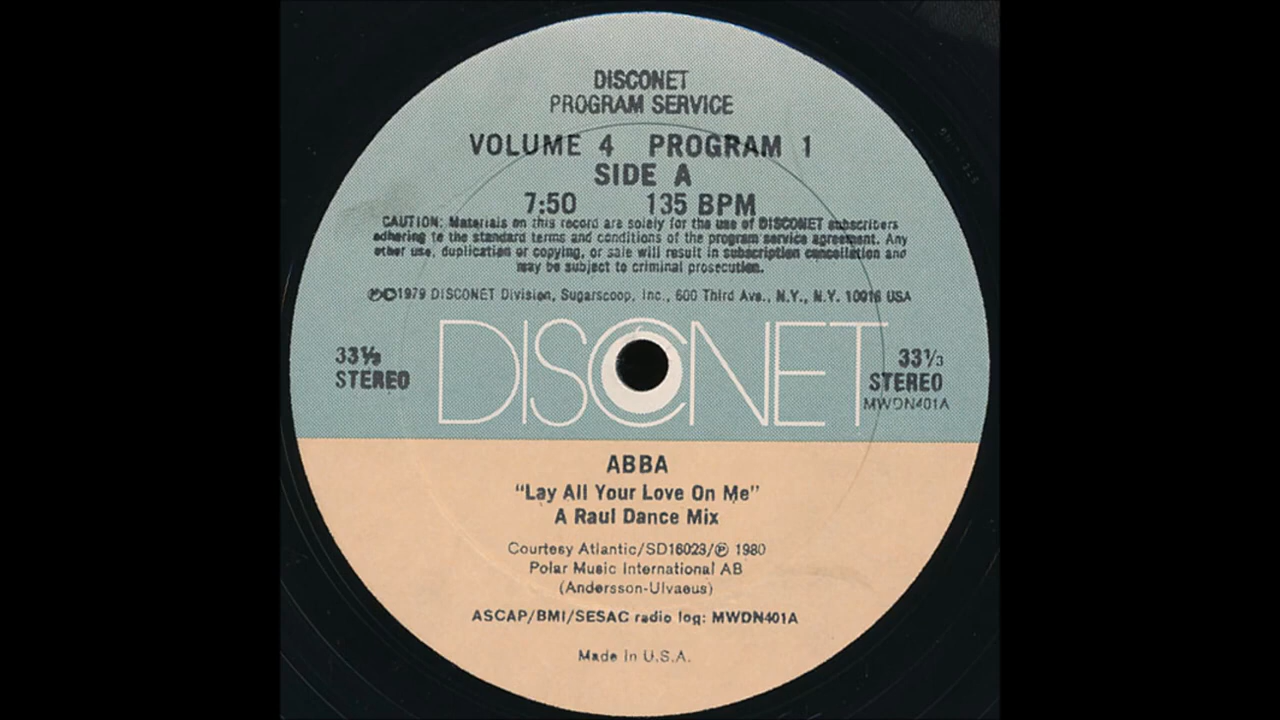 DISCONET
PROGRAM SERVICE
VOLUME 4 PROGRAM 1
SIDE A
7:50 135 BPM
CAUTION: Materials on this record are solely for the use of DISCONET subscribers
adhering to the standard terms and conditions of the program service agreement. Any
other use, duplication or copying, or sale will result in subscription cancellation and
may be subject to criminal prosecution.
ⓅⒸ1979 DISCONET Division, Sugarscoop, Inc., 600 Third Ave., N.Y., N.Y. 10016 USA
DISCONET
33⅓
STEREO
33⅓
STEREO
MWDN401A
ABBA
“Lay All Your Love On Me”
A Raul Dance Mix
Courtesy Atlantic/SD16023/Ⓟ 1980
Polar Music International AB
(Andersson-Ulvaeus)
ASCAP/BMI/SESAC radio log: MWDN401A
Made In U.S.A.